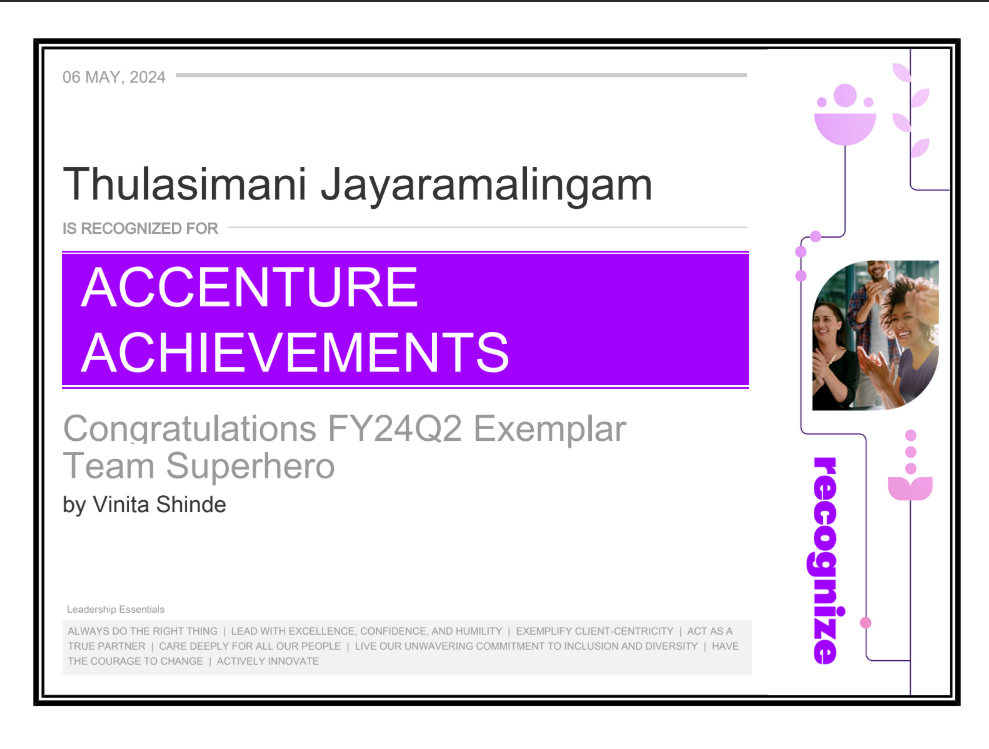 06 MAY, 2024
Thulasimani Jayaramalingam
IS RECOGNIZED FOR
ACCENTURE
ACHIEVEMENTS
Congratulations FY24Q2 Exemplar
Team Superhero
by Vinita Shinde
recognize
Leadership Essentials
ALWAYS DO THE RIGHT THING | LEAD WITH EXCELLENCE, CONFIDENCE, AND HUMILITY | EXEMPLIFY CLIENT-CENTRICITY | ACT AS A
TRUE PARTNER | CARE DEEPLY FOR ALL OUR PEOPLE | LIVE OUR UNWAVERING COMMITMENT TO INCLUSION AND DIVERSITY | HAVE
THE COURAGE TO CHANGE | ACTIVELY INNOVATE